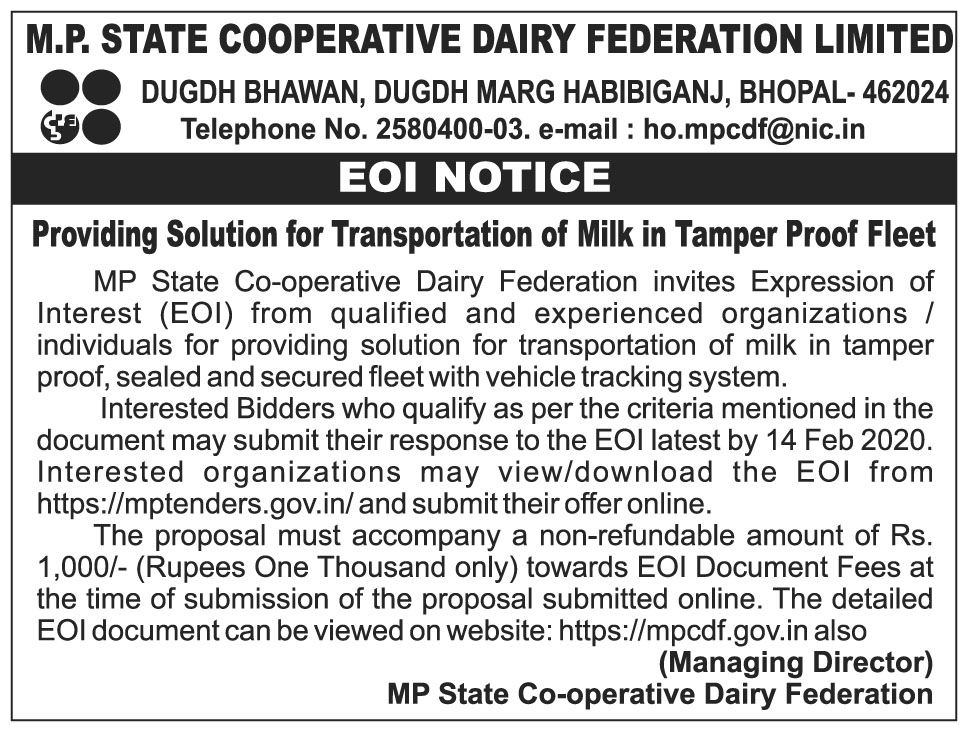 M.P. STATE COOPERATIVE DAIRY FEDERATION LIMITED
DUGDH BHAWAN, DUGDH MARG HABIBIGANJ, BHOPAL- 462024
Telephone No. 2580400-03. e-mail : ho.mpcdf@nic.in
EOI NOTICE
Providing Solution for Transportation of Milk in Tamper Proof Fleet
MP State Co-operative Dairy Federation invites Expression of
Interest (EOI) from qualified and experienced organizations /
individuals for providing solution for transportation of milk in tamper
proof, sealed and secured fleet with vehicle tracking system.
Interested Bidders who qualify as per the criteria mentioned in the
document may submit their response to the EOI latest by 14 Feb 2020.
Interested organizations may view/download the EOI from
https://mptenders.gov.in/ and submit their offer online.
The proposal must accompany a non-refundable amount of Rs.
1,000/- (Rupees One Thousand only) towards EOI Document Fees at
the time of submission of the proposal submitted online. The detailed
EOI document can be viewed on website: https://mpcdf.gov.in also
(Managing Director)
MP State Co-operative Dairy Federation